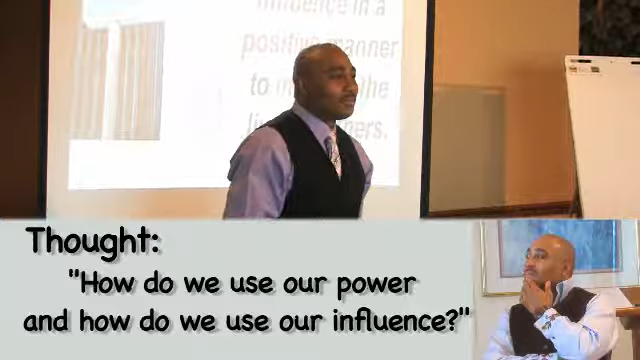 influence in a
positive manner
to the
Thought:
"How do we use our power
and how do we use our influence?"